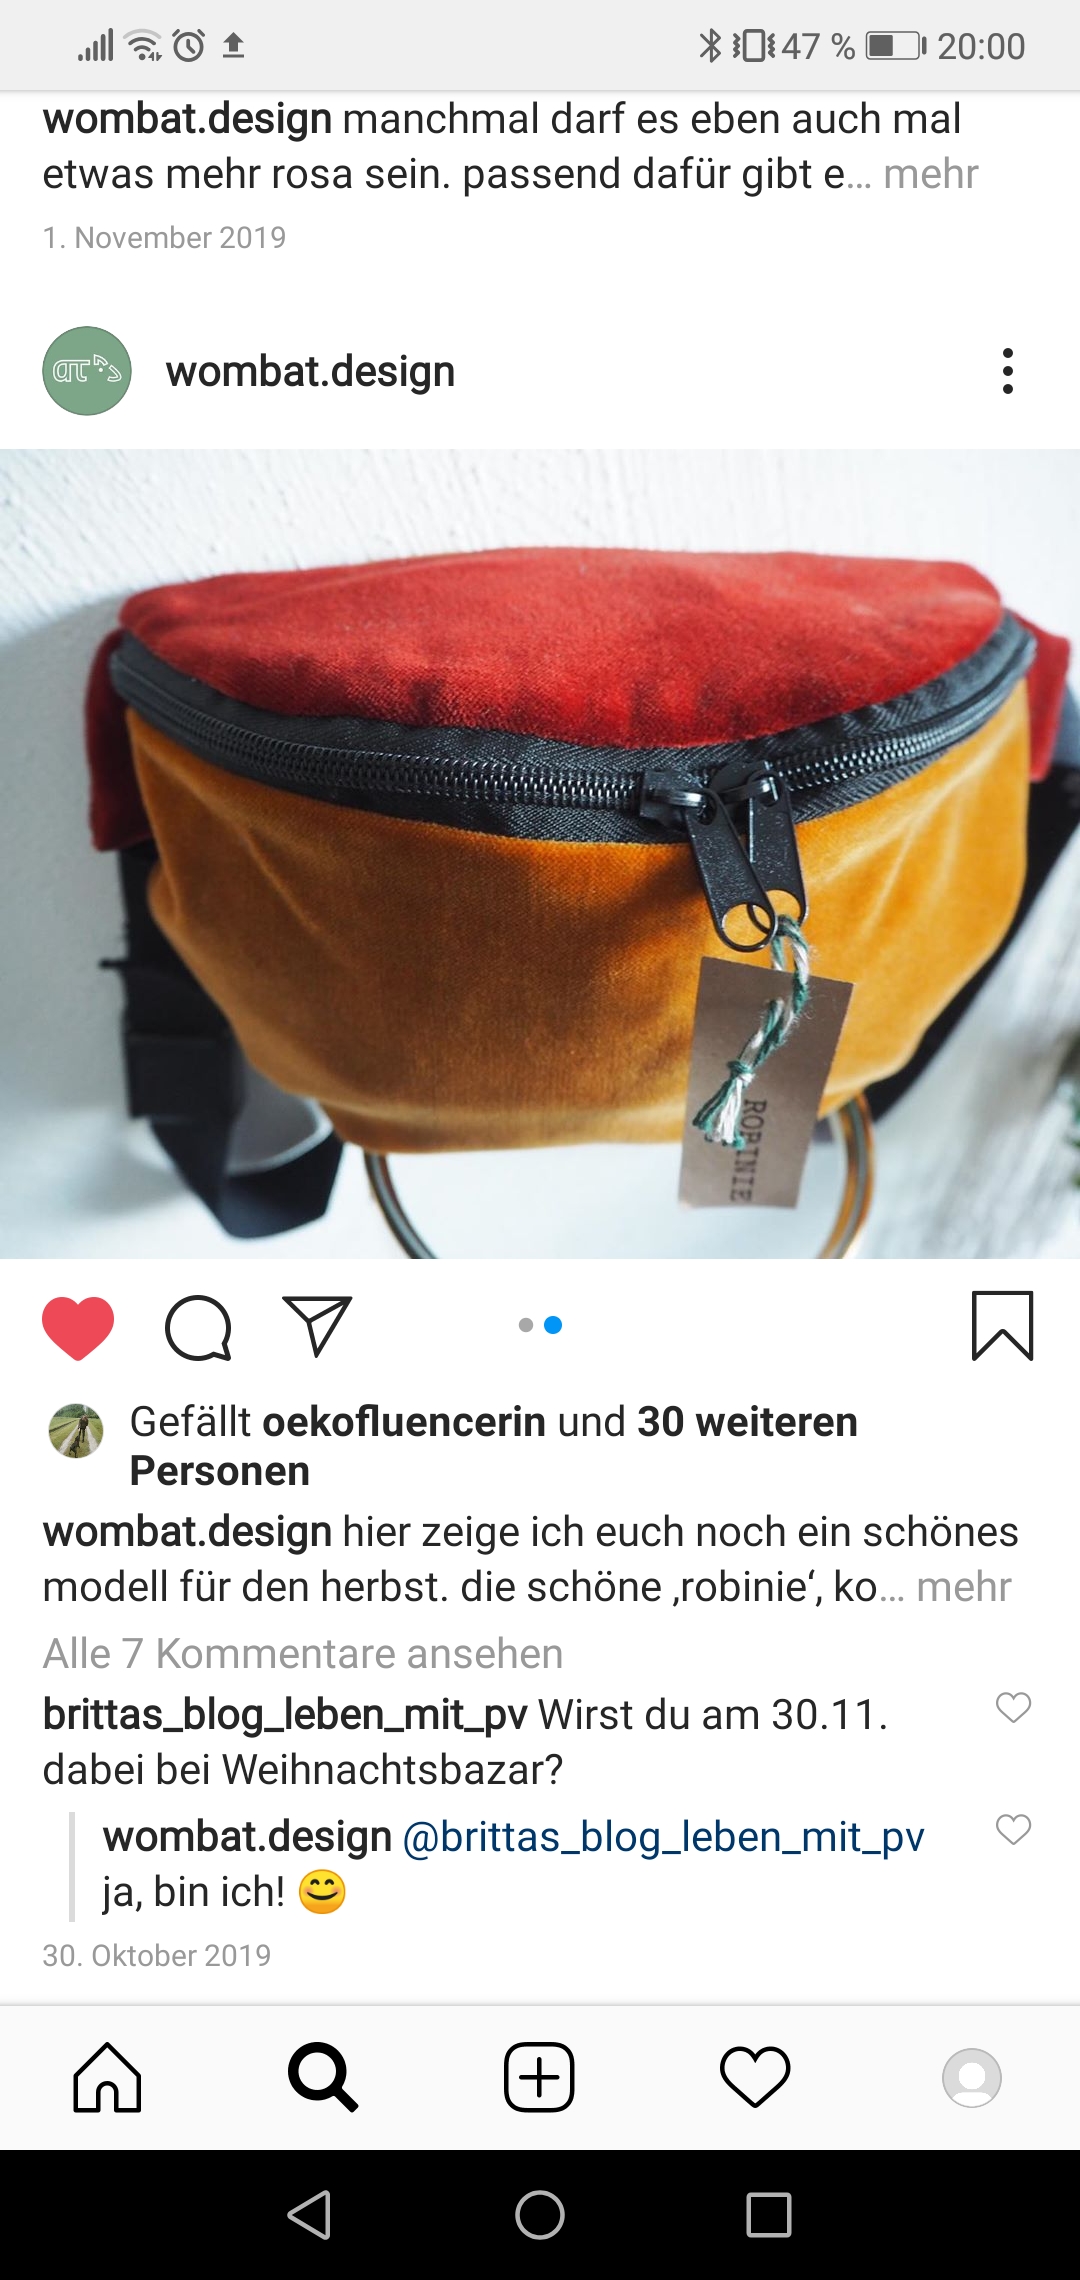 47 % 20:00
wombat.design manchmal darf es eben auch mal
etwas mehr rosa sein. passend dafür gibt e... mehr
1. November 2019
wombat.design
ROBINIE
Gefällt oekofluencerin und 30 weiteren
Personen
wombat.design hier zeige ich euch noch ein schönes
modell für den herbst. die schöne ‚robinie‘, ko... mehr
Alle 7 Kommentare ansehen
brittas_blog_leben_mit_pv Wirst du am 30.11.
dabei bei Weihnachtsbazar?
wombat.design @brittas_blog_leben_mit_pv
ja, bin ich! 😊
30. Oktober 2019